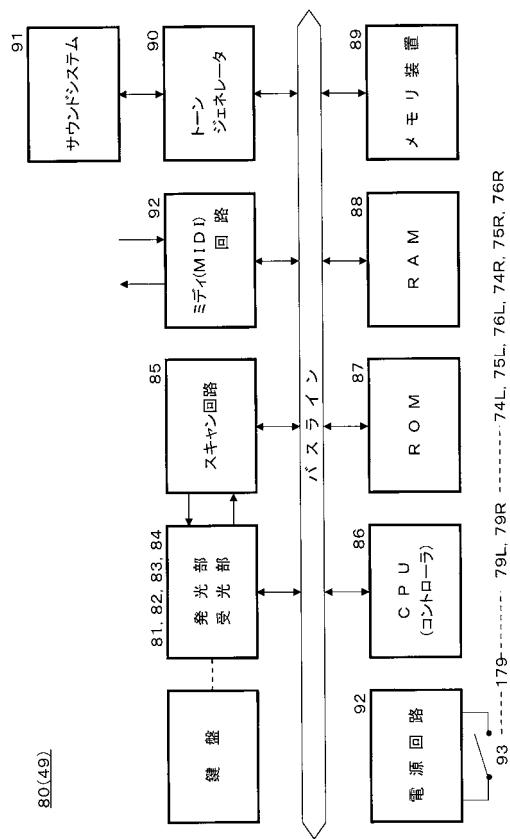 80(49)
鍵盤
81, 82, 83, 84
発光部
受光部
85
スキャン回路
92
ミディ(MIDI)
回路
90
トーン
ジェネレータ
91
サウンドシステム
バスライン
92
電源回路
86
CPU
(コントローラ)
87
ROM
88
RAM
89
メモリ装置
93 -----179-------- 79L, 79R --------- 74L, 75L, 76L, 74R, 75R, 76R